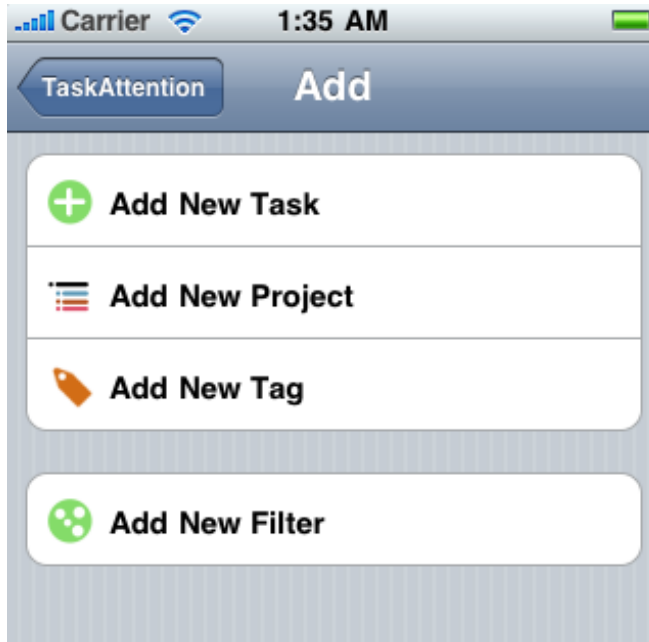 Carrier 1:35 AM
TaskAttention Add
Add New Task
Add New Project
Add New Tag
Add New Filter